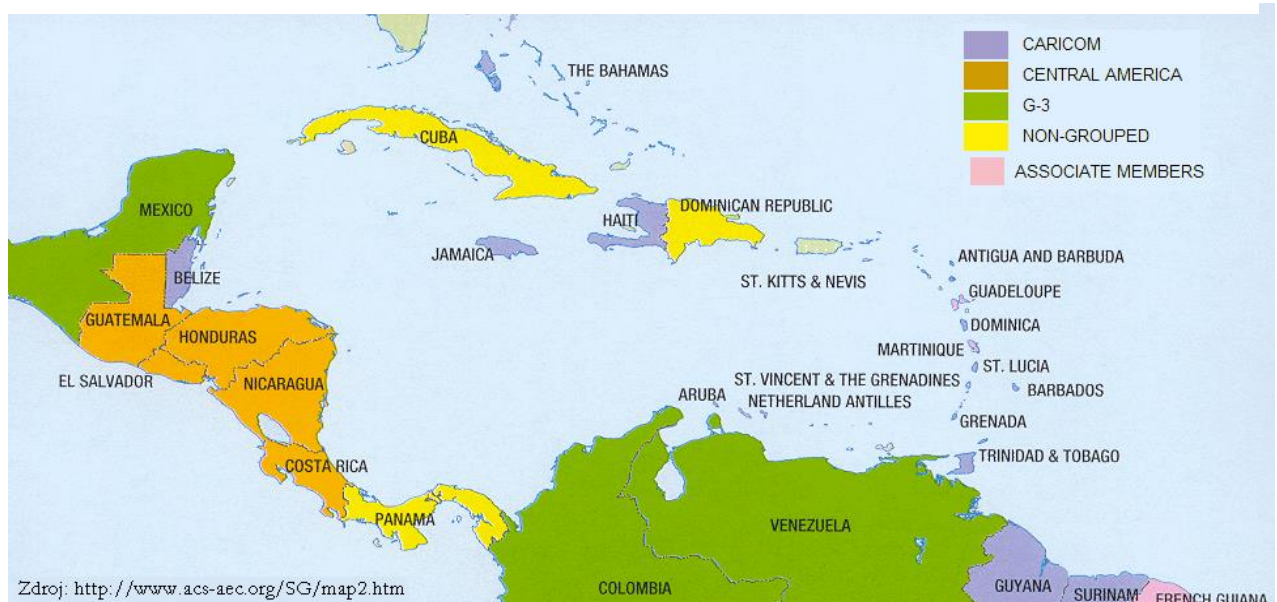 CARICOM
CENTRAL AMERICA
G-3
NON-GROUPED
ASSOCIATE MEMBERS
THE BAHAMAS
CUBA
MEXICO
HAITI
DOMINICAN REPUBLIC
JAMAICA
BELIZE
ST. KITTS & NEVIS
ANTIGUA AND BARBUDA
GUADELOUPE
GUATEMALA
HONDURAS
DOMINICA
MARTINIQUE
ST. LUCIA
EL SALVADOR
NICARAGUA
ST. VINCENT & THE GRENADINES
BARBADOS
ARUBA
NETHERLAND ANTILLES
GRENADA
COSTA RICA
TRINIDAD & TOBAGO
PANAMA
VENEZUELA
COLOMBIA
GUYANA
SURINAM
FRENCH GUIANA
Zdroj: http://www.acs-aec.org/SG/map2.htm